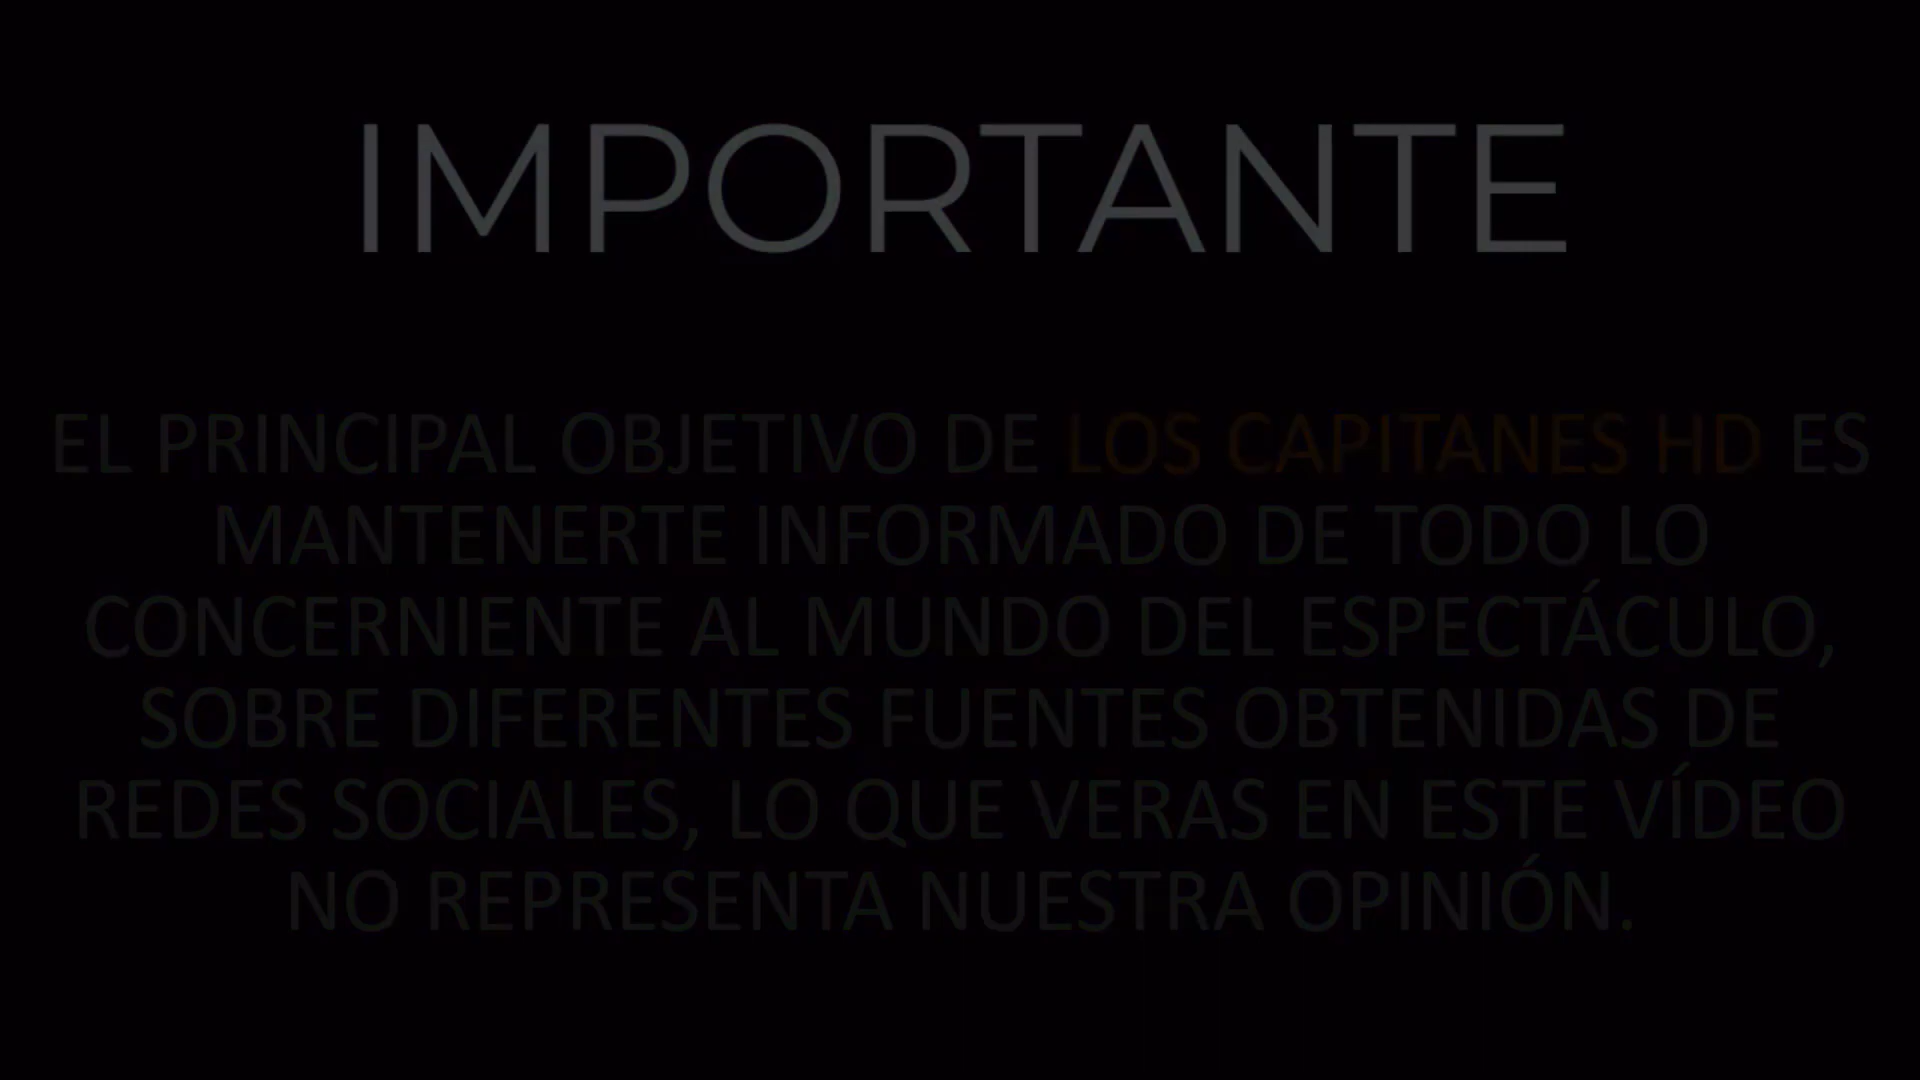 IMPORTANTE
EL PRINCIPAL OBJETIVO DE LOS CAPITANES HD ES
MANTENERTE INFORMADO DE TODO LO
CONCERNIENTE AL MUNDO DEL ESPECTÁCULO,
SOBRE DIFERENTES FUENTES OBTENIDAS DE
REDES SOCIALES, LO QUE VERAS EN ESTE VÍDEO
NO REPRESENTA NUESTRA OPINIÓN.